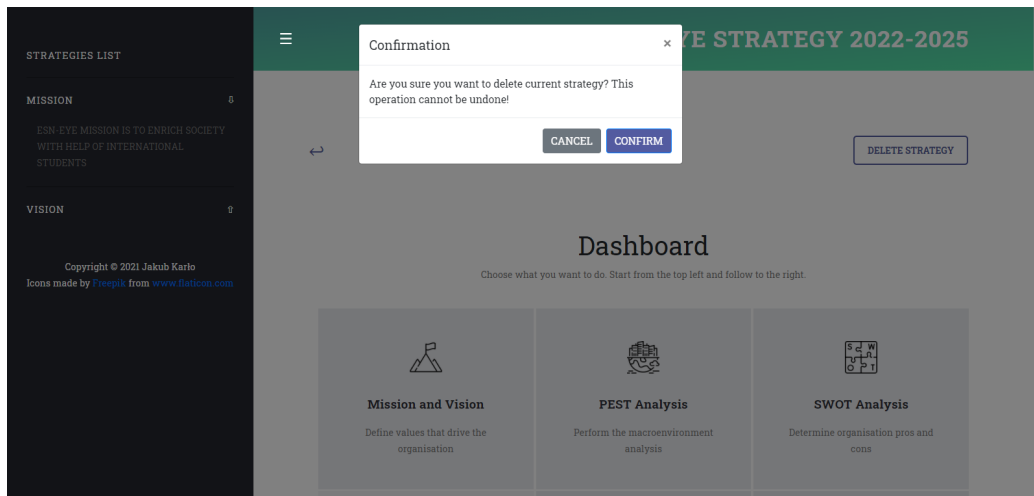 STRATEGIES LIST
MISSION
ESN-EYE MISSION IS TO ENRICH SOCIETY
WITH HELP OF INTERNATIONAL
STUDENTS
VISION
Copyright © 2021 Jakub Karło
Icons made by Freepik from www.flaticon.com
YE STRATEGY 2022-2025
Confirmation
×
Are you sure you want to delete current strategy? This
operation cannot be undone!
CANCEL CONFIRM
DELETE STRATEGY
Dashboard
Choose what you want to do. Start from the top left and follow to the right.
Mission and Vision
Define values that drive the
organisation
PEST Analysis
Perform the macroenvironment
analysis
S W
O T
SWOT Analysis
Determine organisation pros and
cons